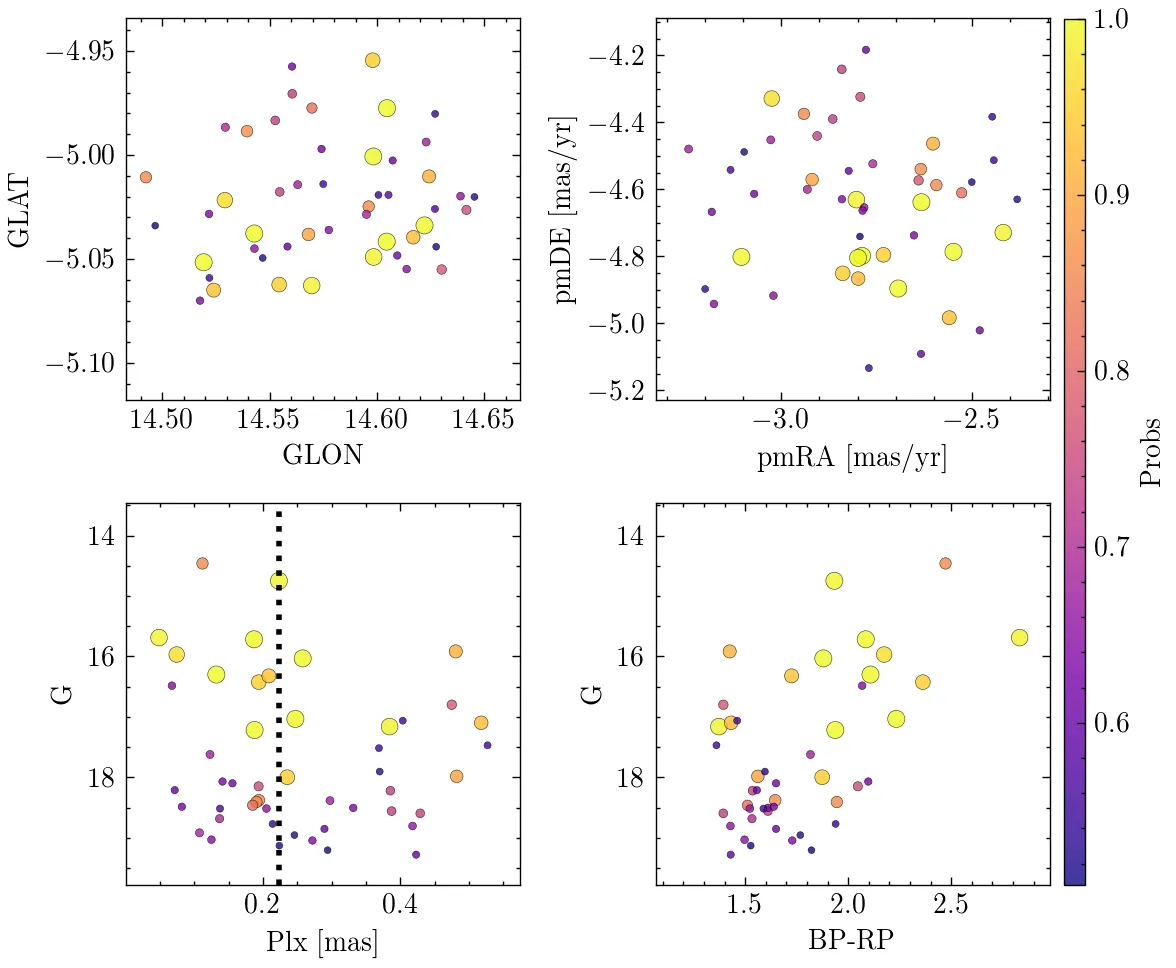 −4.95
−5.00
−5.05
−5.10
GLAT
14.50 14.55 14.60 14.65
GLON
−4.2
−4.4
−4.6
−4.8
−5.0
−5.2
pmDE [mas/yr]
−3.0 −2.5
pmRA [mas/yr]
1.0
0.9
0.8
0.7
0.6
Probs
14
16
18
G
0.2 0.4
Plx [mas]
14
16
18
G
1.5 2.0 2.5
BP-RP